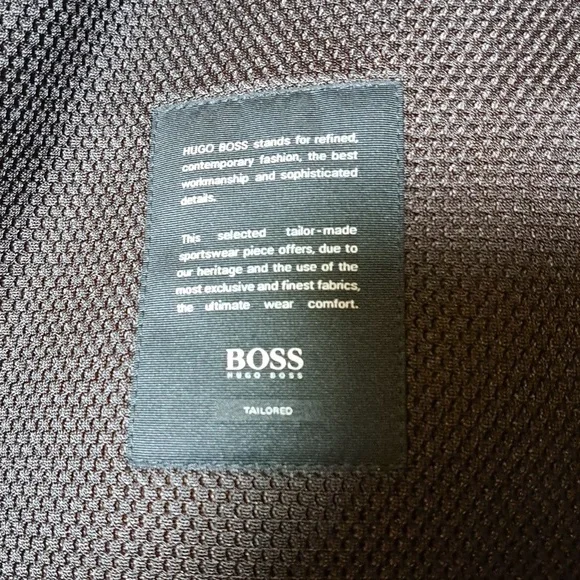 HUGO BOSS stands for refined,
contemporary fashion, the best
workmanship and sophisticated
details.
This selected tailor-made
sportswear piece offers, due to
our heritage and the use of the
most exclusive and finest fabrics,
the ultimate wear comfort.
BOSS
HUGO BOSS
TAILORED